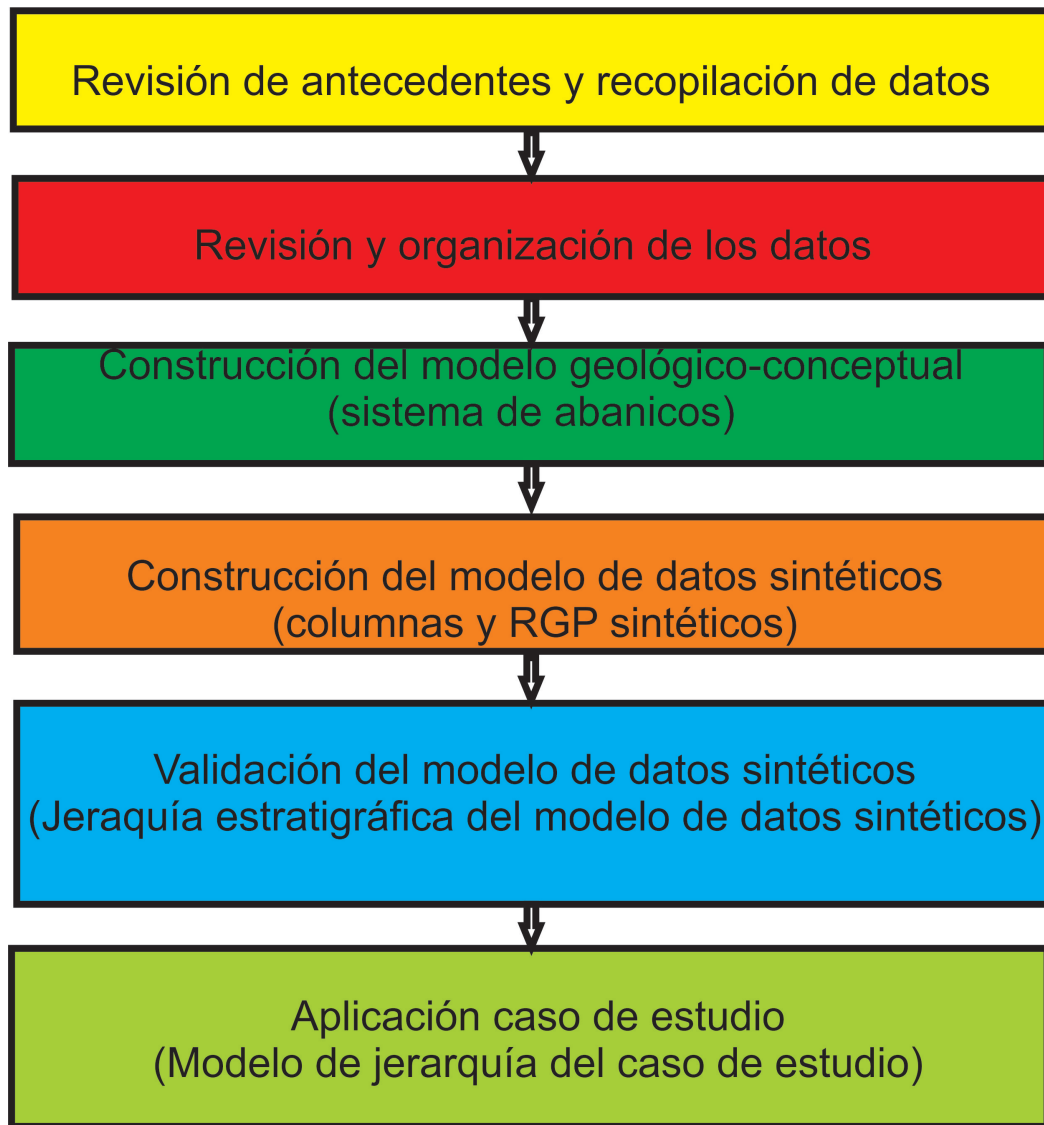 Revisión de antecedentes y recopilación de datos
Revisión y organización de los datos
Construcción del modelo geológico-conceptual
(sistema de abanicos)
Construcción del modelo de datos sintéticos
(columnas y RGP sintéticos)
Validación del modelo de datos sintéticos
(Jeraquía estratigráfica del modelo de datos sintéticos)
Aplicación caso de estudio
(Modelo de jerarquía del caso de estudio)